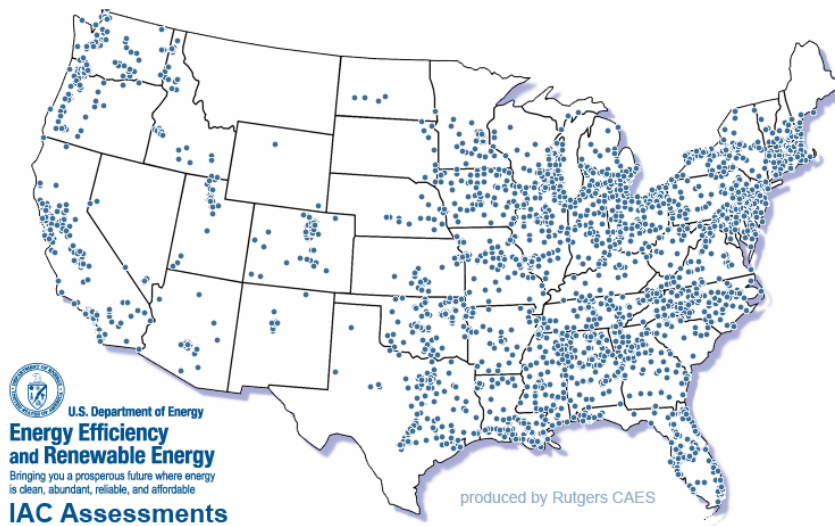 U.S. Department of Energy
Energy Efficiency
and Renewable Energy
Bringing you a prosperous future where energy
is clean, abundant, reliable, and affordable
IAC Assessments
produced by Rutgers CAES